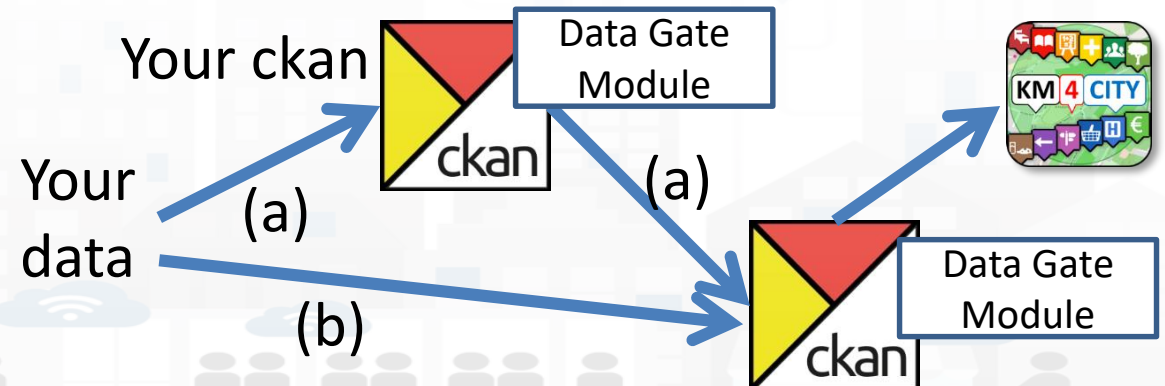 Your ckan
Data Gate
Module
ckan
KM 4 CITY
H €
Your
data
(a)
(a)
(b)
Data Gate
Module
ckan